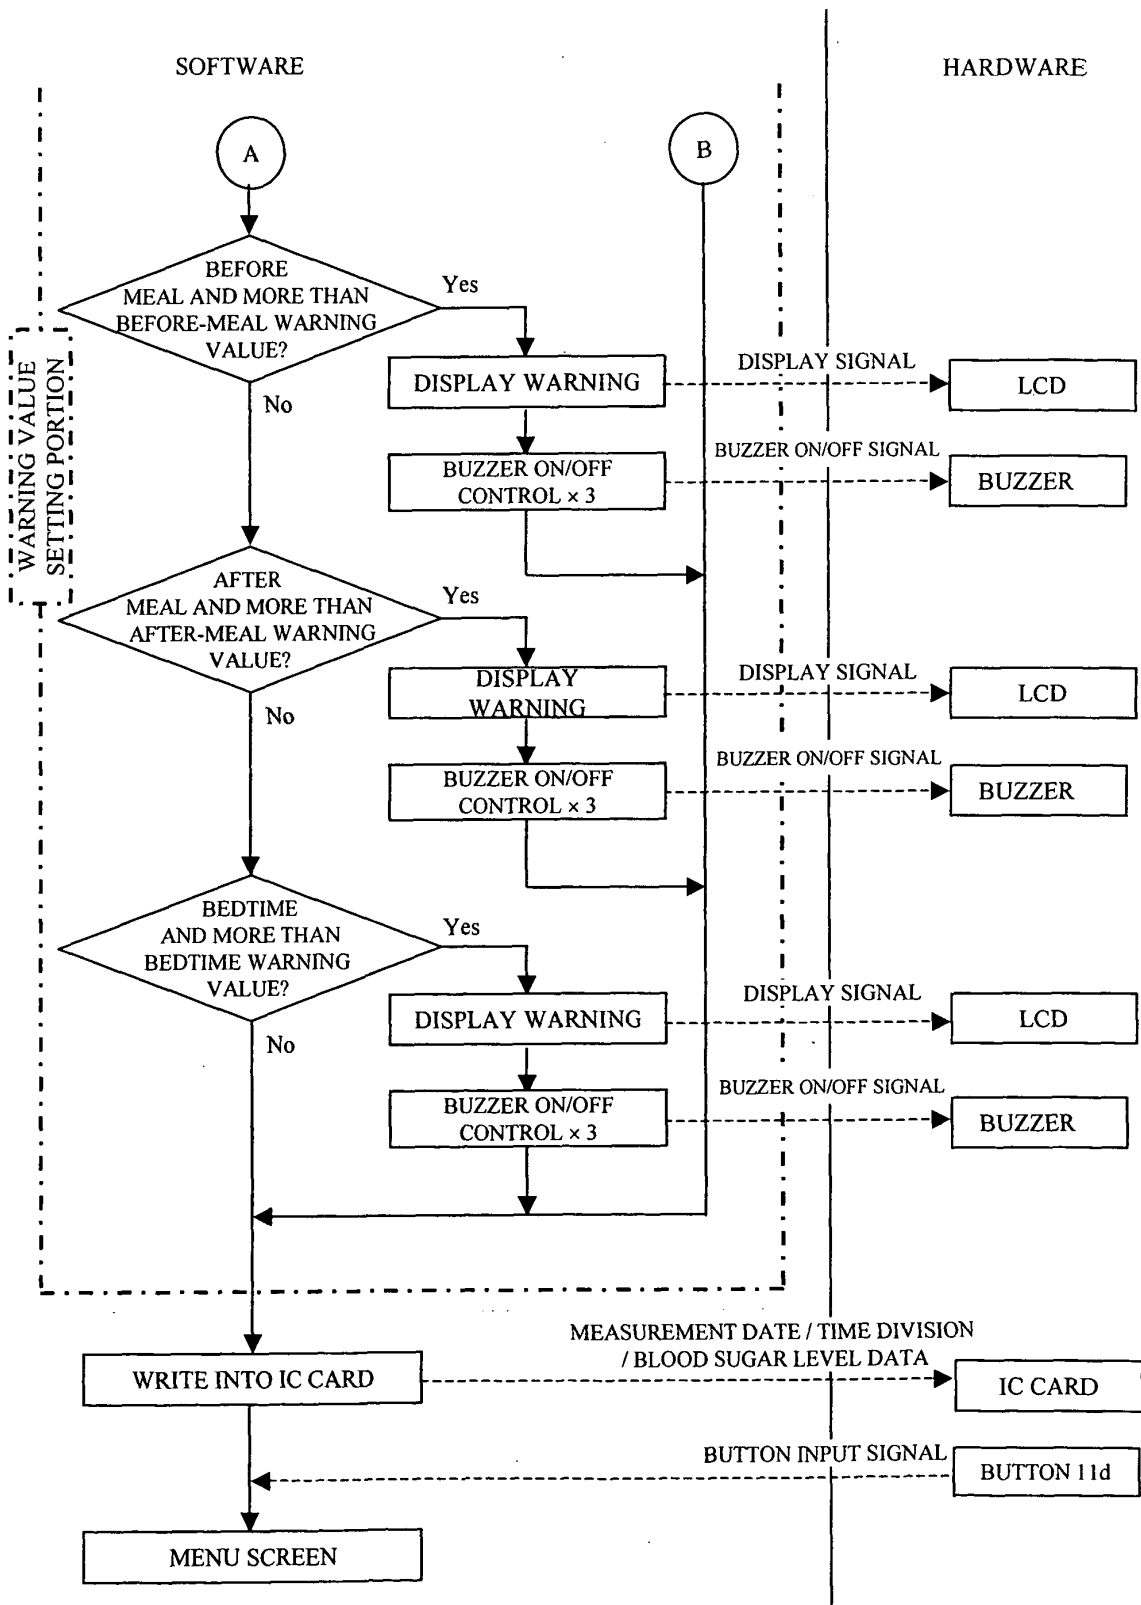 SOFTWARE
HARDWARE
A
B
BEFORE
MEAL AND MORE THAN
BEFORE-MEAL WARNING
VALUE?
Yes
No
DISPLAY WARNING
DISPLAY SIGNAL
LCD
BUZZER ON/OFF
CONTROL × 3
BUZZER ON/OFF SIGNAL
BUZZER
WARNING VALUE
SETTING PORTION
AFTER
MEAL AND MORE THAN
AFTER-MEAL WARNING
VALUE?
Yes
No
DISPLAY
WARNING
DISPLAY SIGNAL
LCD
BUZZER ON/OFF
CONTROL × 3
BUZZER ON/OFF SIGNAL
BUZZER
BEDTIME
AND MORE THAN
BEDTIME WARNING
VALUE?
Yes
No
DISPLAY WARNING
DISPLAY SIGNAL
LCD
BUZZER ON/OFF
CONTROL × 3
BUZZER ON/OFF SIGNAL
BUZZER
WRITE INTO IC CARD
MEASUREMENT DATE / TIME DIVISION
/ BLOOD SUGAR LEVEL DATA
IC CARD
BUTTON INPUT SIGNAL
BUTTON 11d
MENU SCREEN